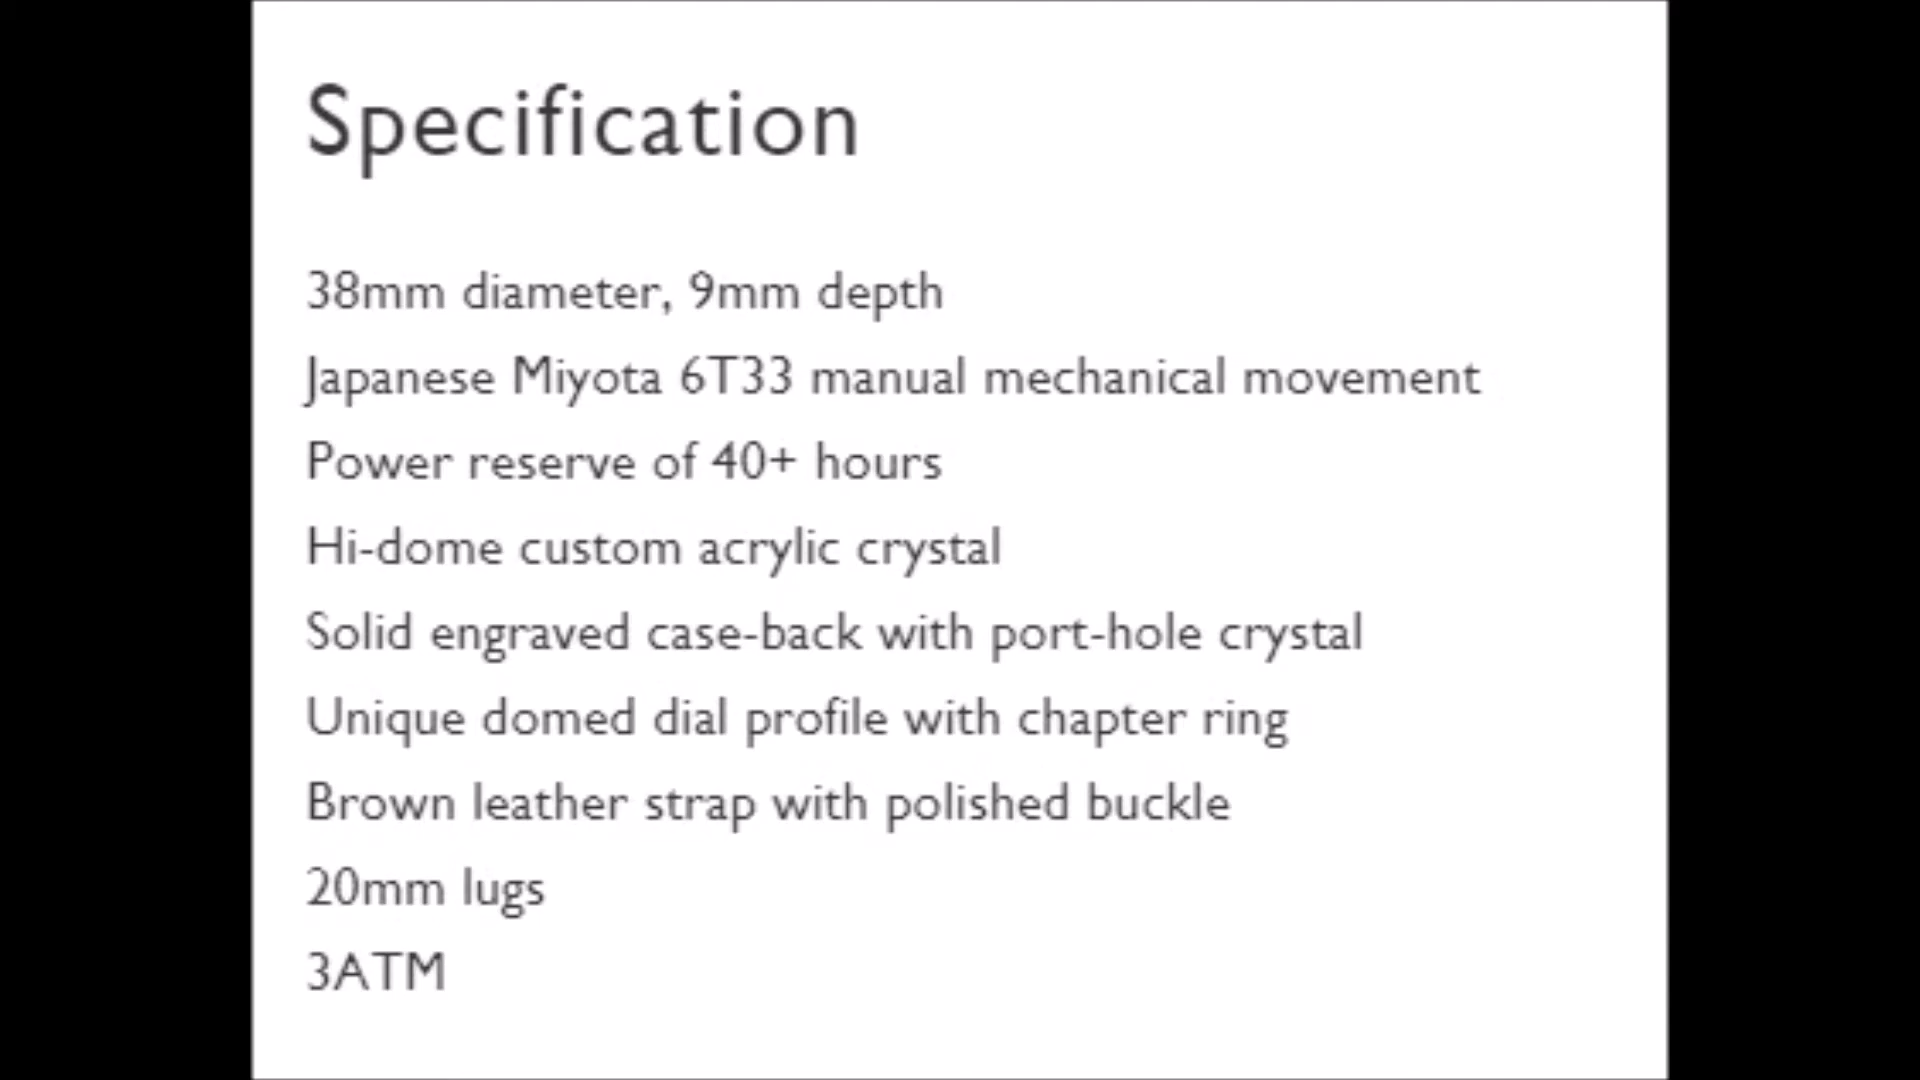 Specification
38mm diameter, 9mm depth
Japanese Miyota 6T33 manual mechanical movement
Power reserve of 40+ hours
Hi-dome custom acrylic crystal
Solid engraved case-back with port-hole crystal
Unique domed dial profile with chapter ring
Brown leather strap with polished buckle
20mm lugs
3ATM